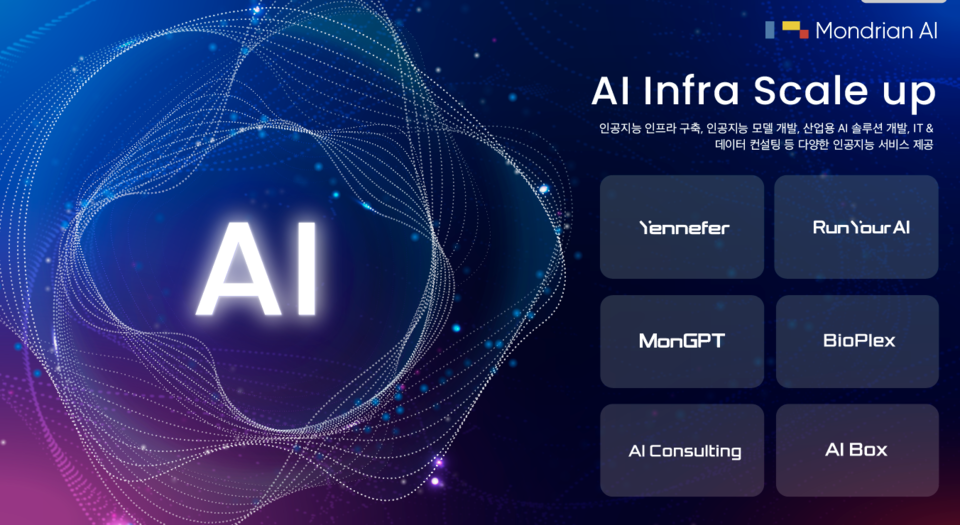 Mondrian AI
AI Infra Scale up
인공지능 인프라 구축, 인공지능 모델 개발, 산업용 AI 솔루션 개발, IT &
데이터 컨설팅 등 다양한 인공지능 서비스 제공
AI
Yennefer
RunYour AI
MonGPT
BioPlex
AI Consulting
AI Box